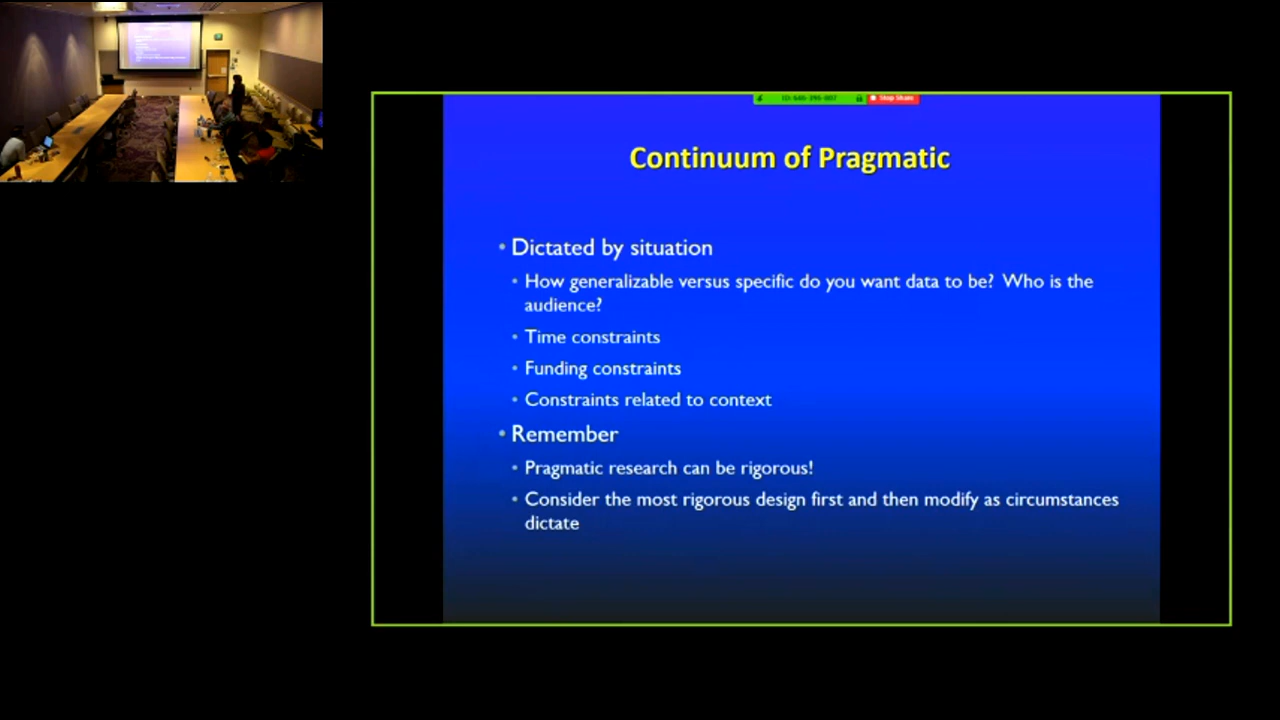 Stop Share
Continuum of Pragmatic
• Dictated by situation
• How generalizable versus specific do you want data to be? Who is the
audience?
• Time constraints
• Funding constraints
• Constraints related to context
• Remember
• Pragmatic research can be rigorous!
• Consider the most rigorous design first and then modify as circumstances
dictate